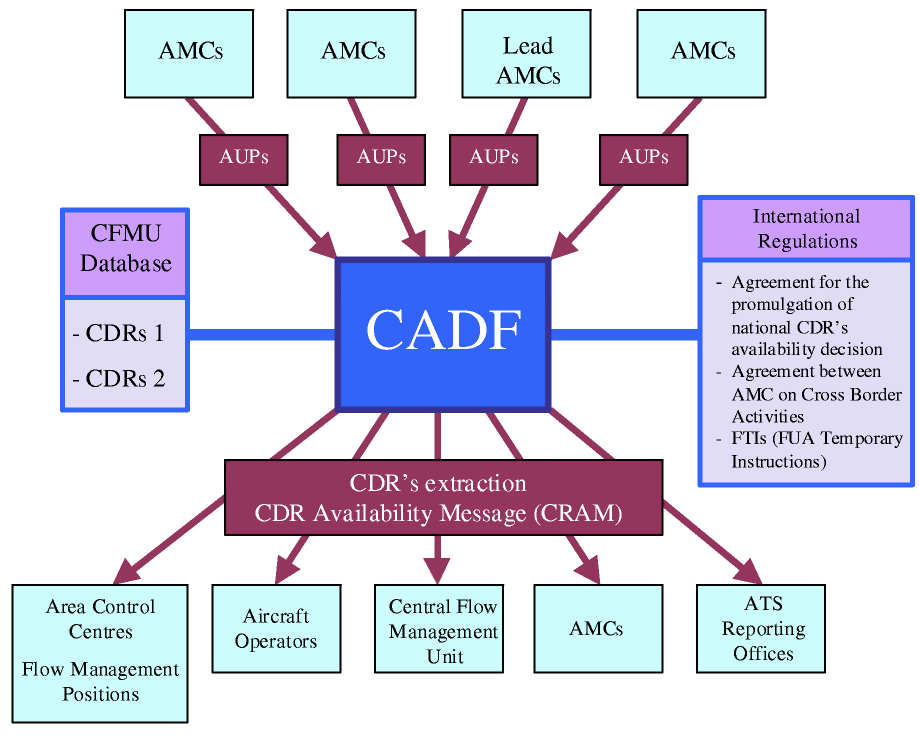 AMCs
AMCs
Lead
AMCs
AMCs
AUPs
AUPs
AUPs
AUPs
CFMU
Database
- CDRs 1
- CDRs 2
CADF
International
Regulations
- Agreement for the
promulgation of
national CDR's
availability decision
- Agreement between
AMC on Cross Border
Activities
- FTIs (FUA Temporary
Instructions)
CDR's extraction
CDR Availability Message (CRAM)
Area Control
Centres
Flow Management
Positions
Aircraft
Operators
Central Flow
Management
Unit
AMCs
ATS
Reporting
Offices